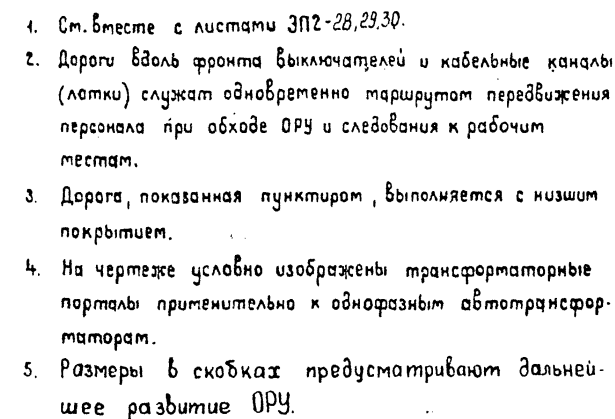 1. См. вместе с листами ЭП2-28,29,30.
2. Дороги вдоль фронта выключателей и кабельные каналы
(лотки) служат одновременно маршрутом передвижения
персонала при обходе ОРУ и следования к рабочим
местам.
3. Дорога, показанная пунктиром, выполняется с низшим
покрытием.
4. На чертеже условно изображены трансформаторные
порталы применительно к однофазным автотрансфор-
маторам.
5. Размеры в скобках предусматривают дальней-
шее развитие ОРУ.